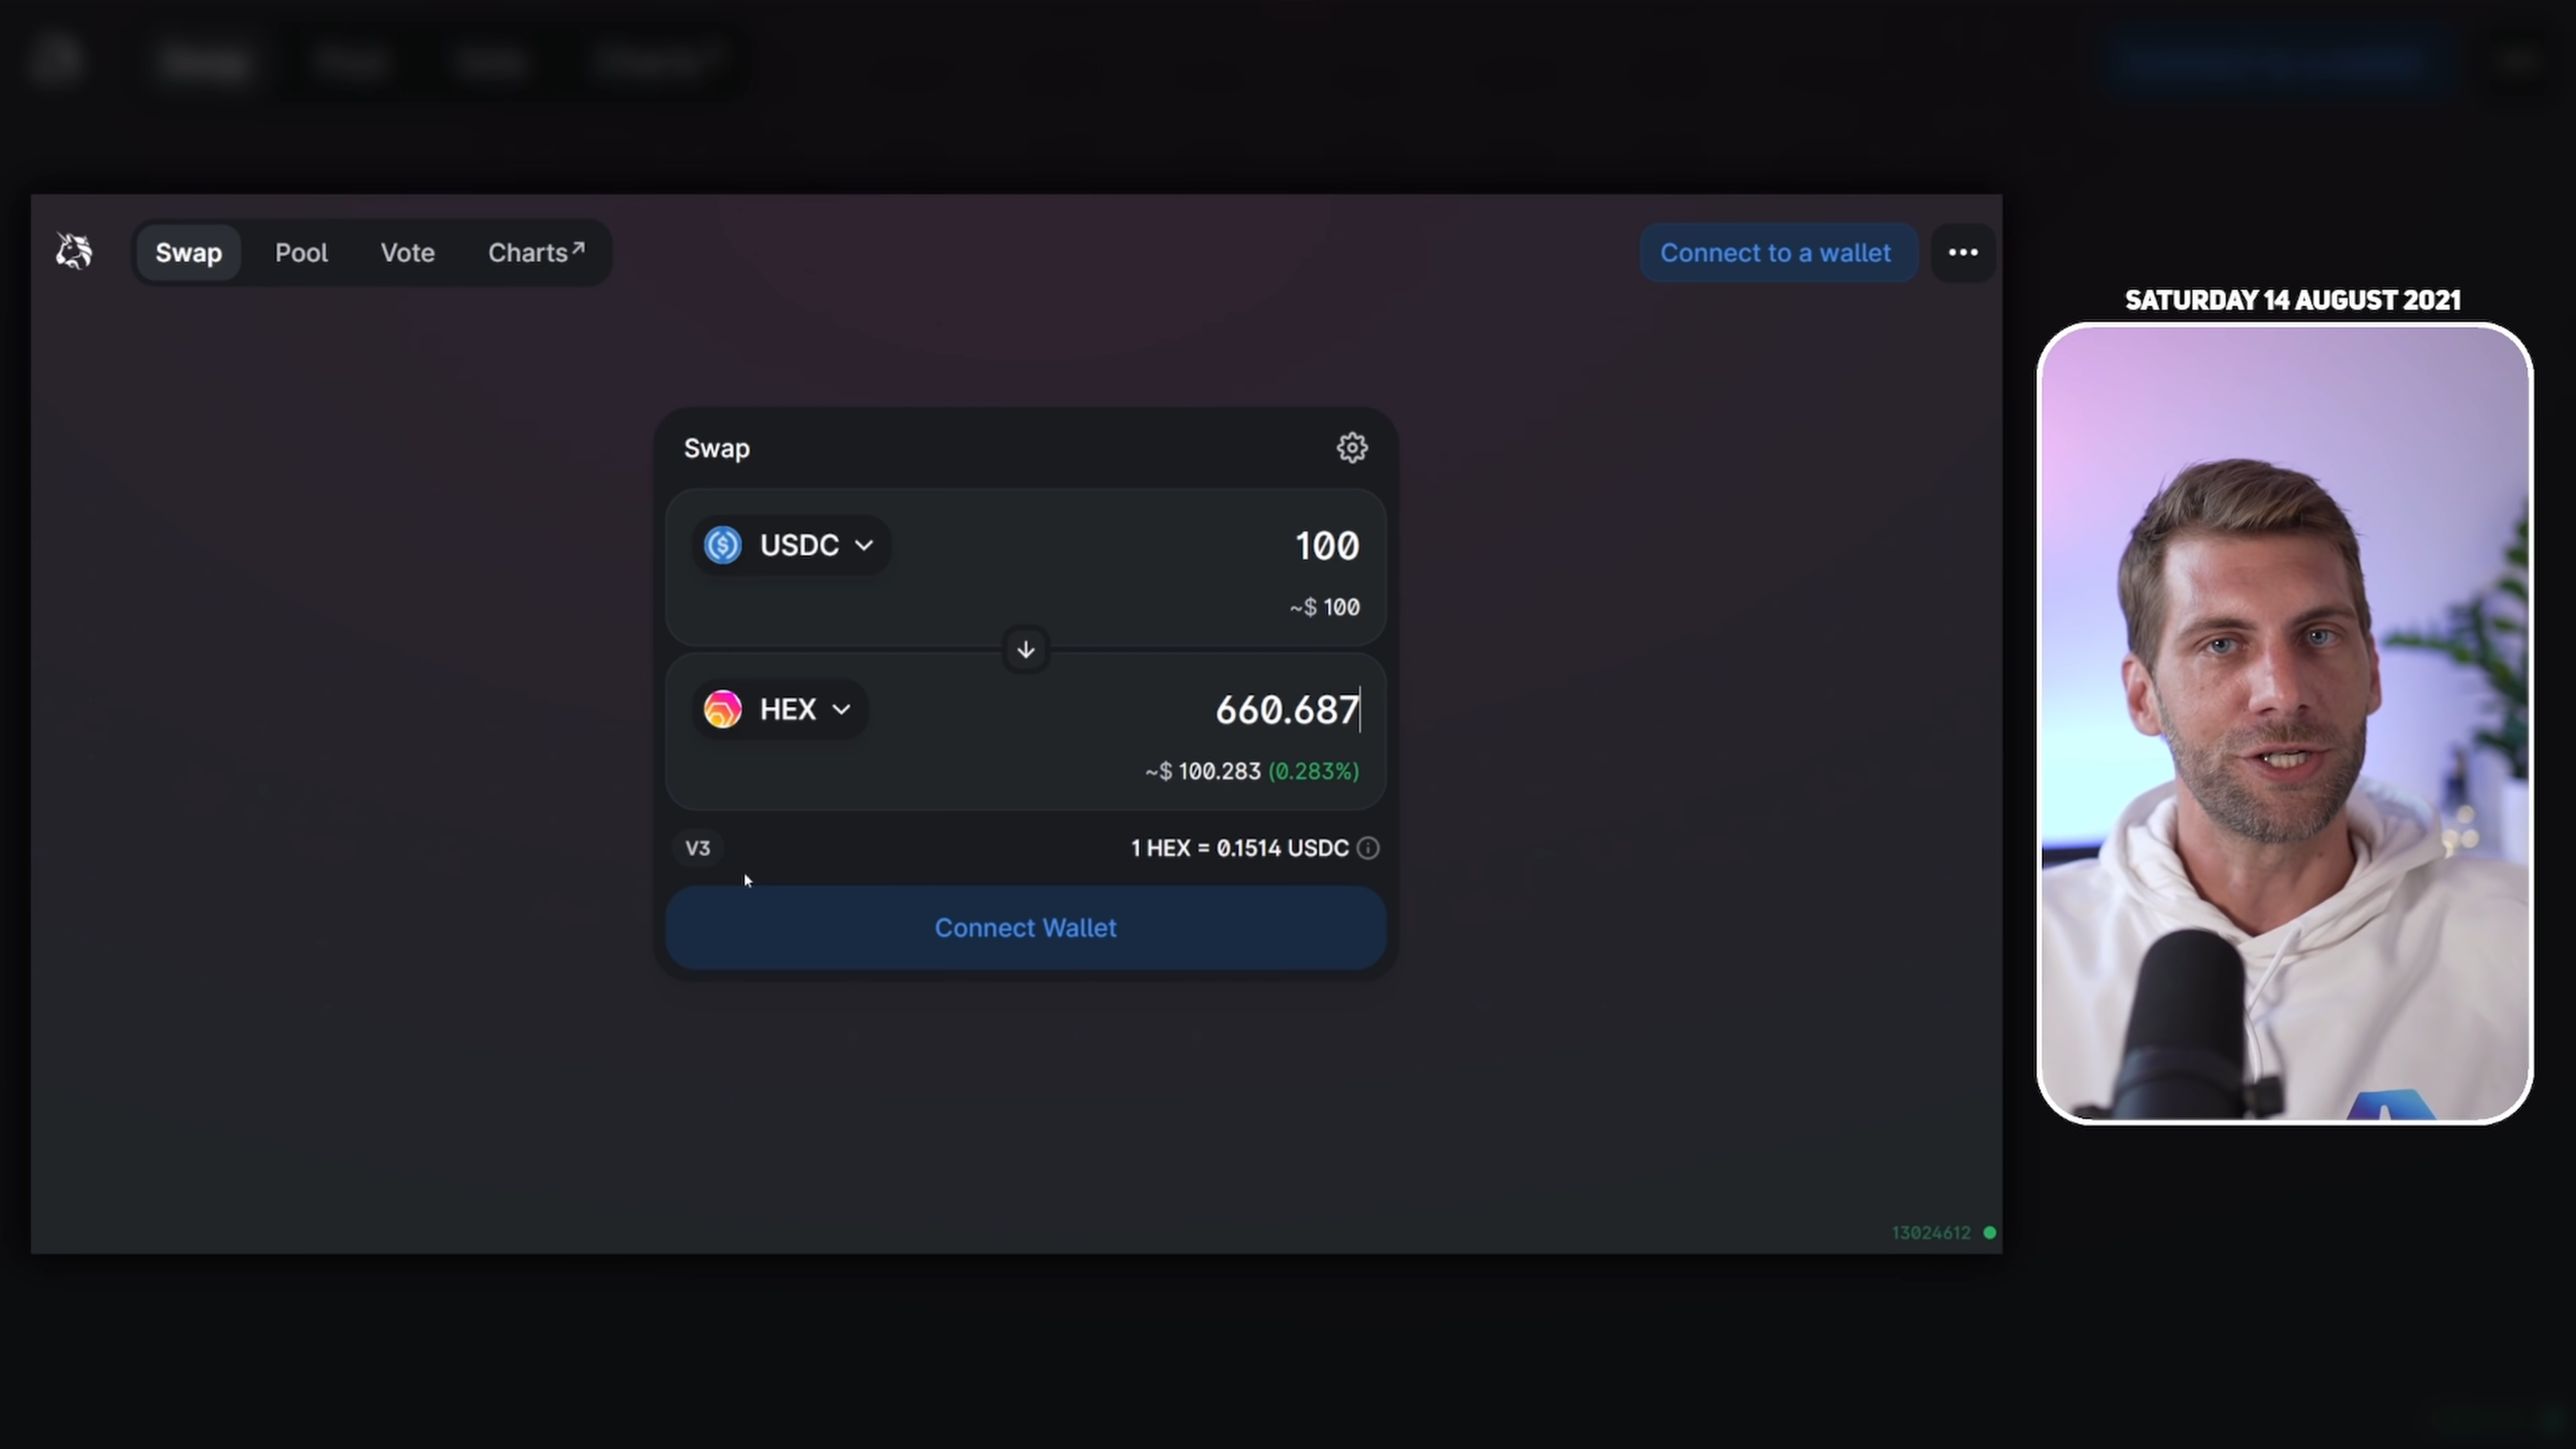 Swap
Pool
Vote
Charts↗
Connect to a wallet
SATURDAY 14 AUGUST 2021
Swap
USDC
100
~$ 100
HEX
660.687
~$ 100.283 (0.283%)
V3
1 HEX = 0.1514 USDC
Connect Wallet
13024612